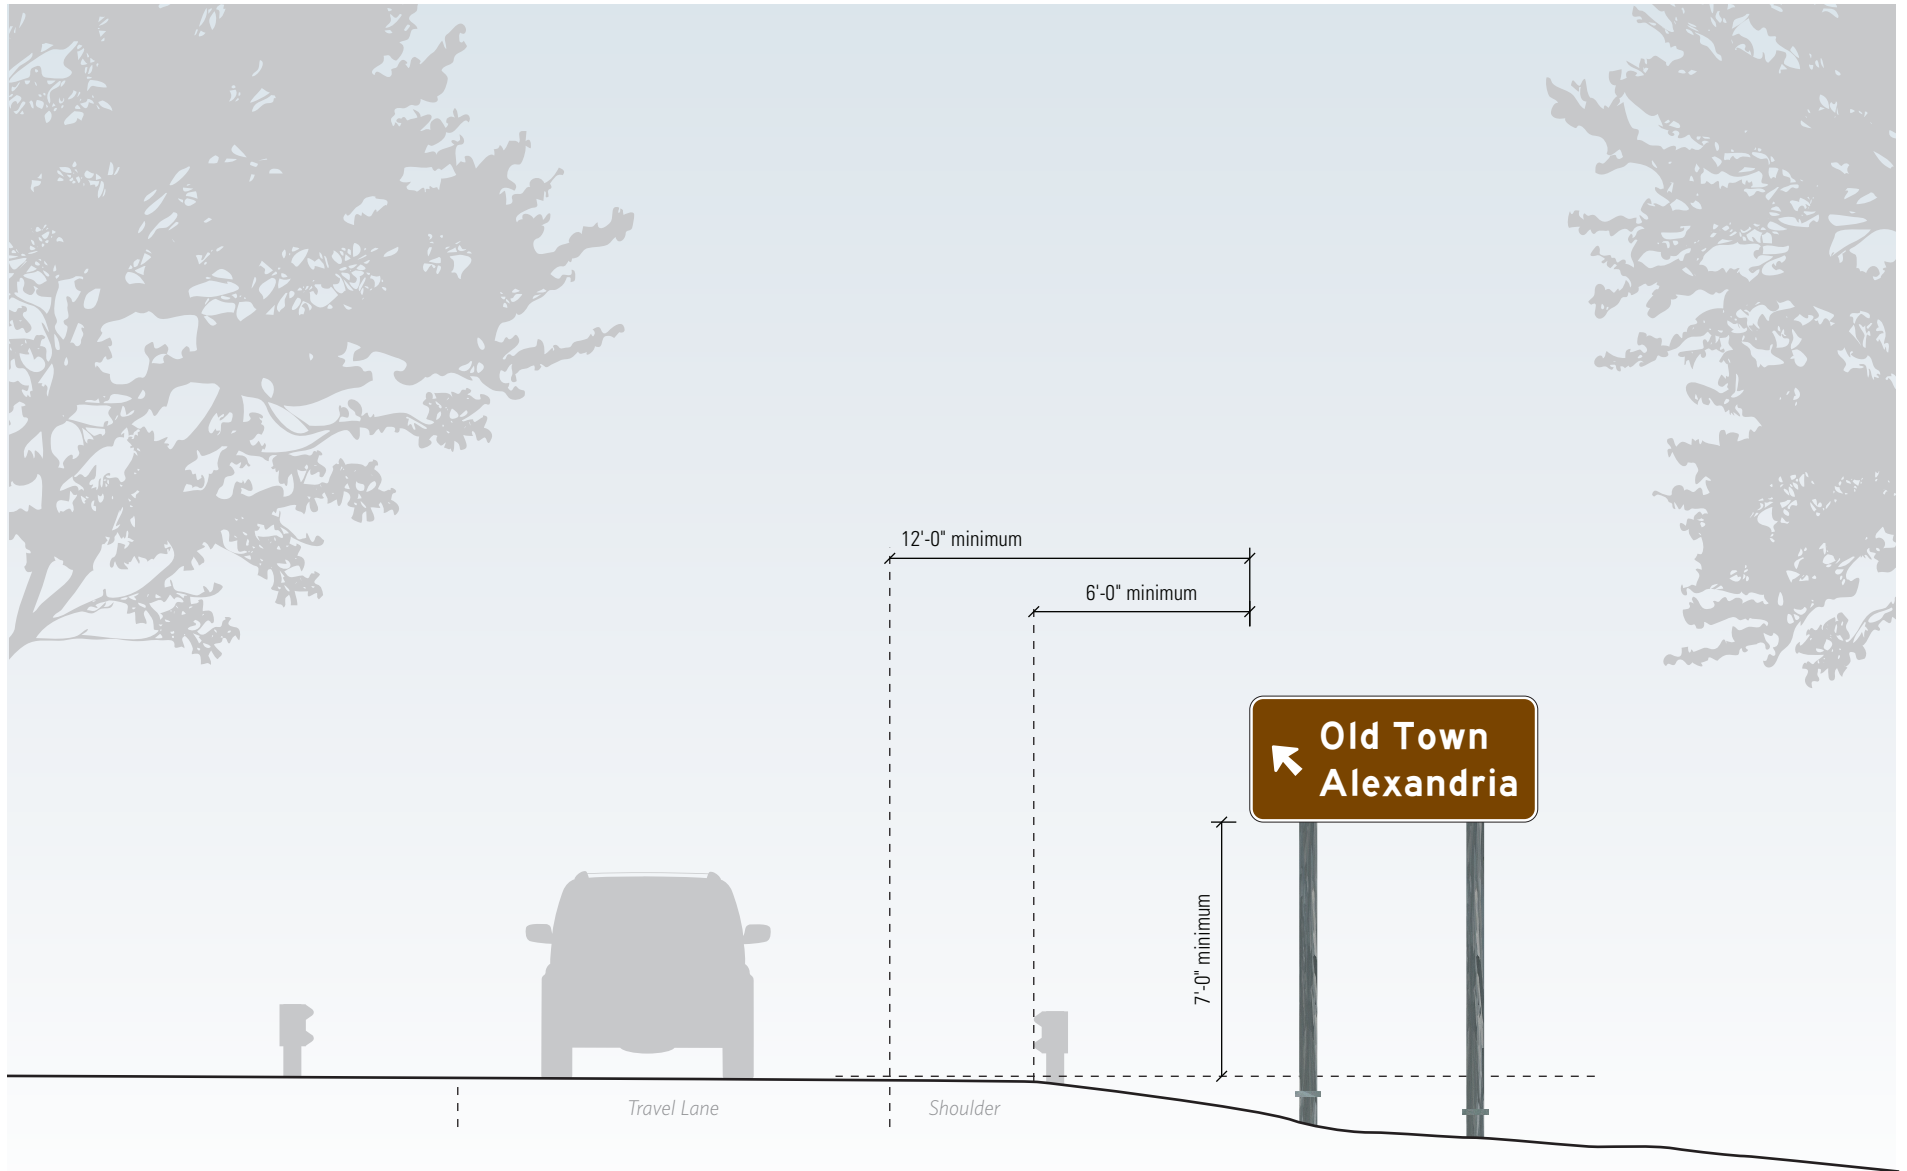 12'-0" minimum
6'-0" minimum
Old Town
Alexandria
7'-0" minimum
Travel Lane
Shoulder